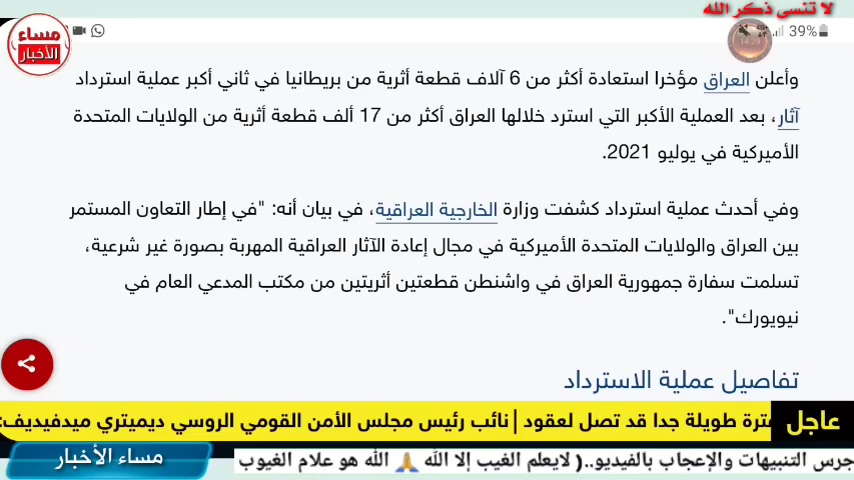 لا تنسى ذكر الله
39%
مساء
الأخبار
وأعلن العراق مؤخرا استعادة أكثر من 6 آلاف قطعة أثرية من بريطانيا في ثاني أكبر عملية استرداد
آثار، بعد العملية الأكبر التي استرد خلالها العراق أكثر من 17 ألف قطعة أثرية من الولايات المتحدة
الأميركية في يوليو 2021.
وفي أحدث عملية استرداد كشفت وزارة الخارجية العراقية، في بيان أنه: "في إطار التعاون المستمر
بين العراق والولايات المتحدة الأميركية في مجال إعادة الآثار العراقية المهربة بصورة غير شرعية،
تسلمت سفارة جمهورية العراق في واشنطن قطعتين أثريتين من مكتب المدعي العام في
نيويورك".
تفاصيل عملية الاسترداد
عاجل
طويلة جدا قد تصل لعقود | نائب رئيس مجلس الأمن القومي الروسي ديميتري ميدفيديف:
مساء الأخبار
جرس التنبيهات والإعجاب بالفيديو..( لايعلم الغيب إلا الله 🙏 الله هو علام الغيوب